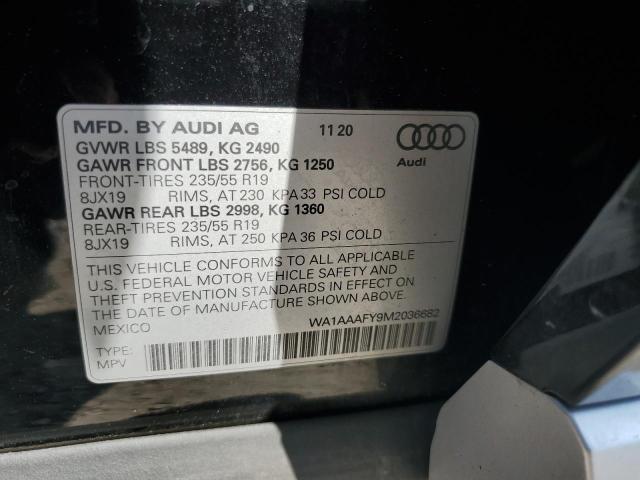 MFD. BY AUDI AG 11 20
GVWR LBS 5489, KG 2490
GAWR FRONT LBS 2756, KG 1250
FRONT-TIRES 235/55 R19
8JX19 RIMS, AT 230 KPA 33 PSI COLD
GAWR REAR LBS 2998, KG 1360
REAR-TIRES 235/55 R19
8JX19 RIMS, AT 250 KPA 36 PSI COLD
Audi
THIS VEHICLE CONFORMS TO ALL APPLICABLE
U.S. FEDERAL MOTOR VEHICLE SAFETY AND
THEFT PREVENTION STANDARDS IN EFFECT ON
THE DATE OF MANUFACTURE SHOWN ABOVE.
MEXICO
WA1AAAFY9M2036682
TYPE:
MPV